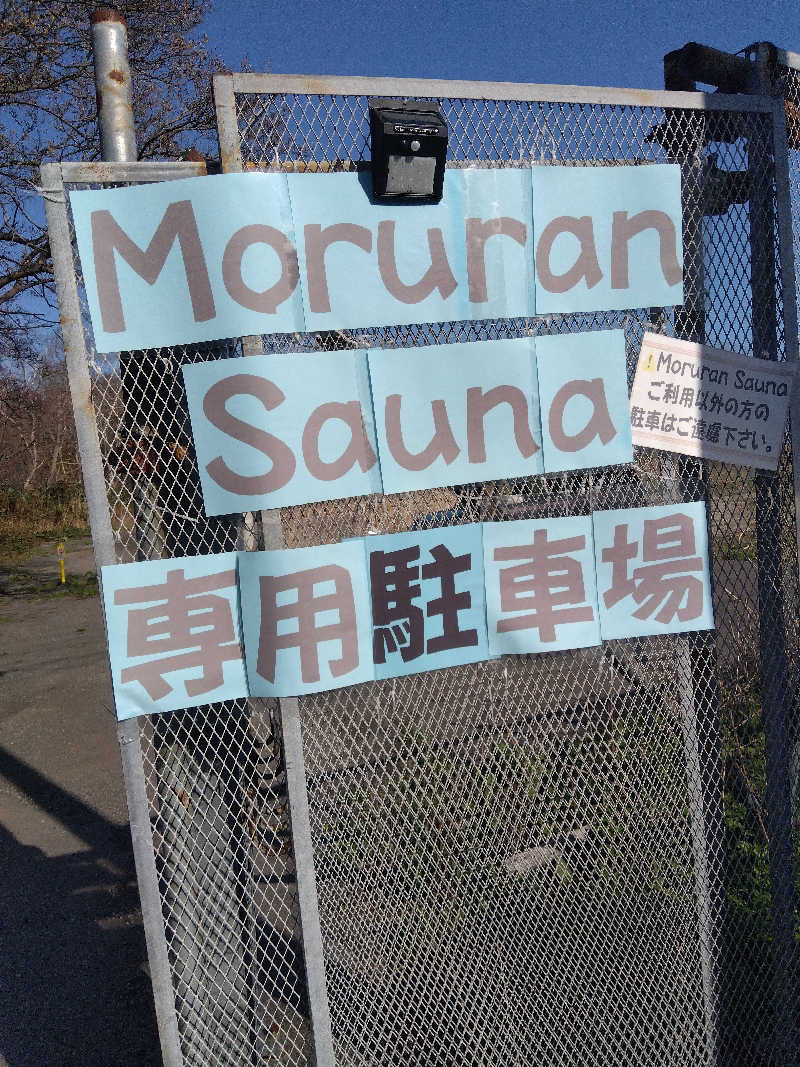 Moruran
Sauna
専用駐車場
!Moruran Sauna
ご利用以外の方の
駐車はご遠慮下さい。